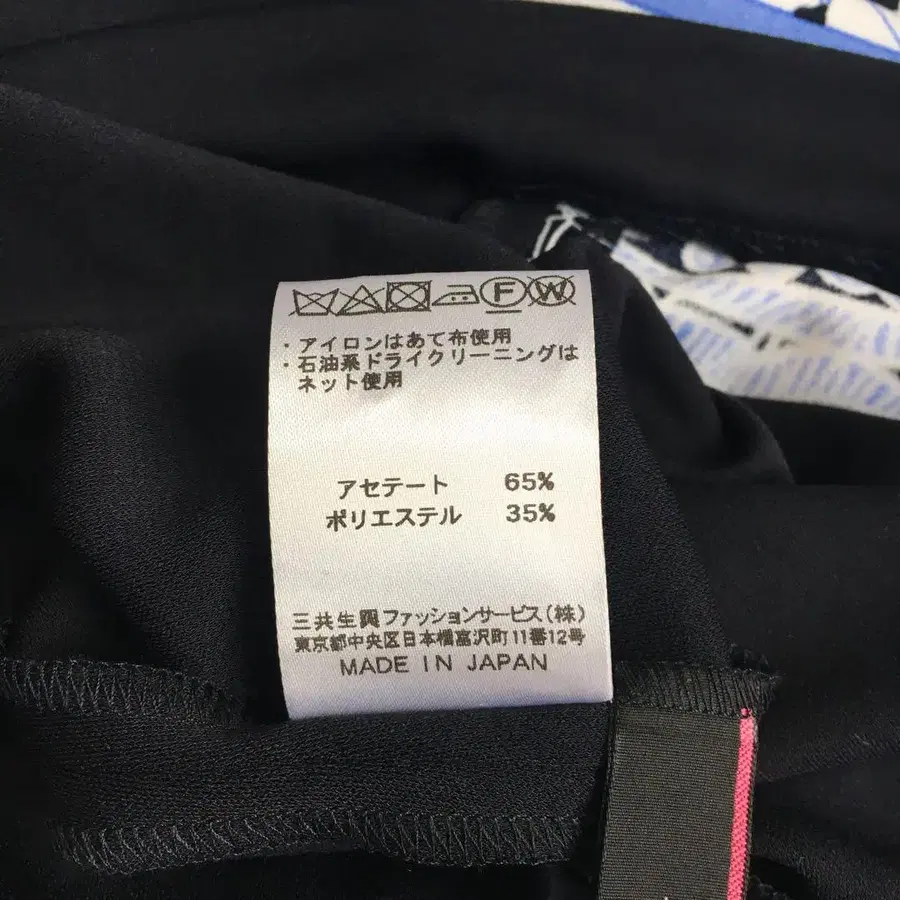 F W
・アイロンはあて布使用
・石油系ドライクリーニングは
ネット使用
アセテート 65%
ポリエステル 35%
三共生興ファッションサービス(株)
東京都中央区日本橋富沢町11番12号
MADE IN JAPAN